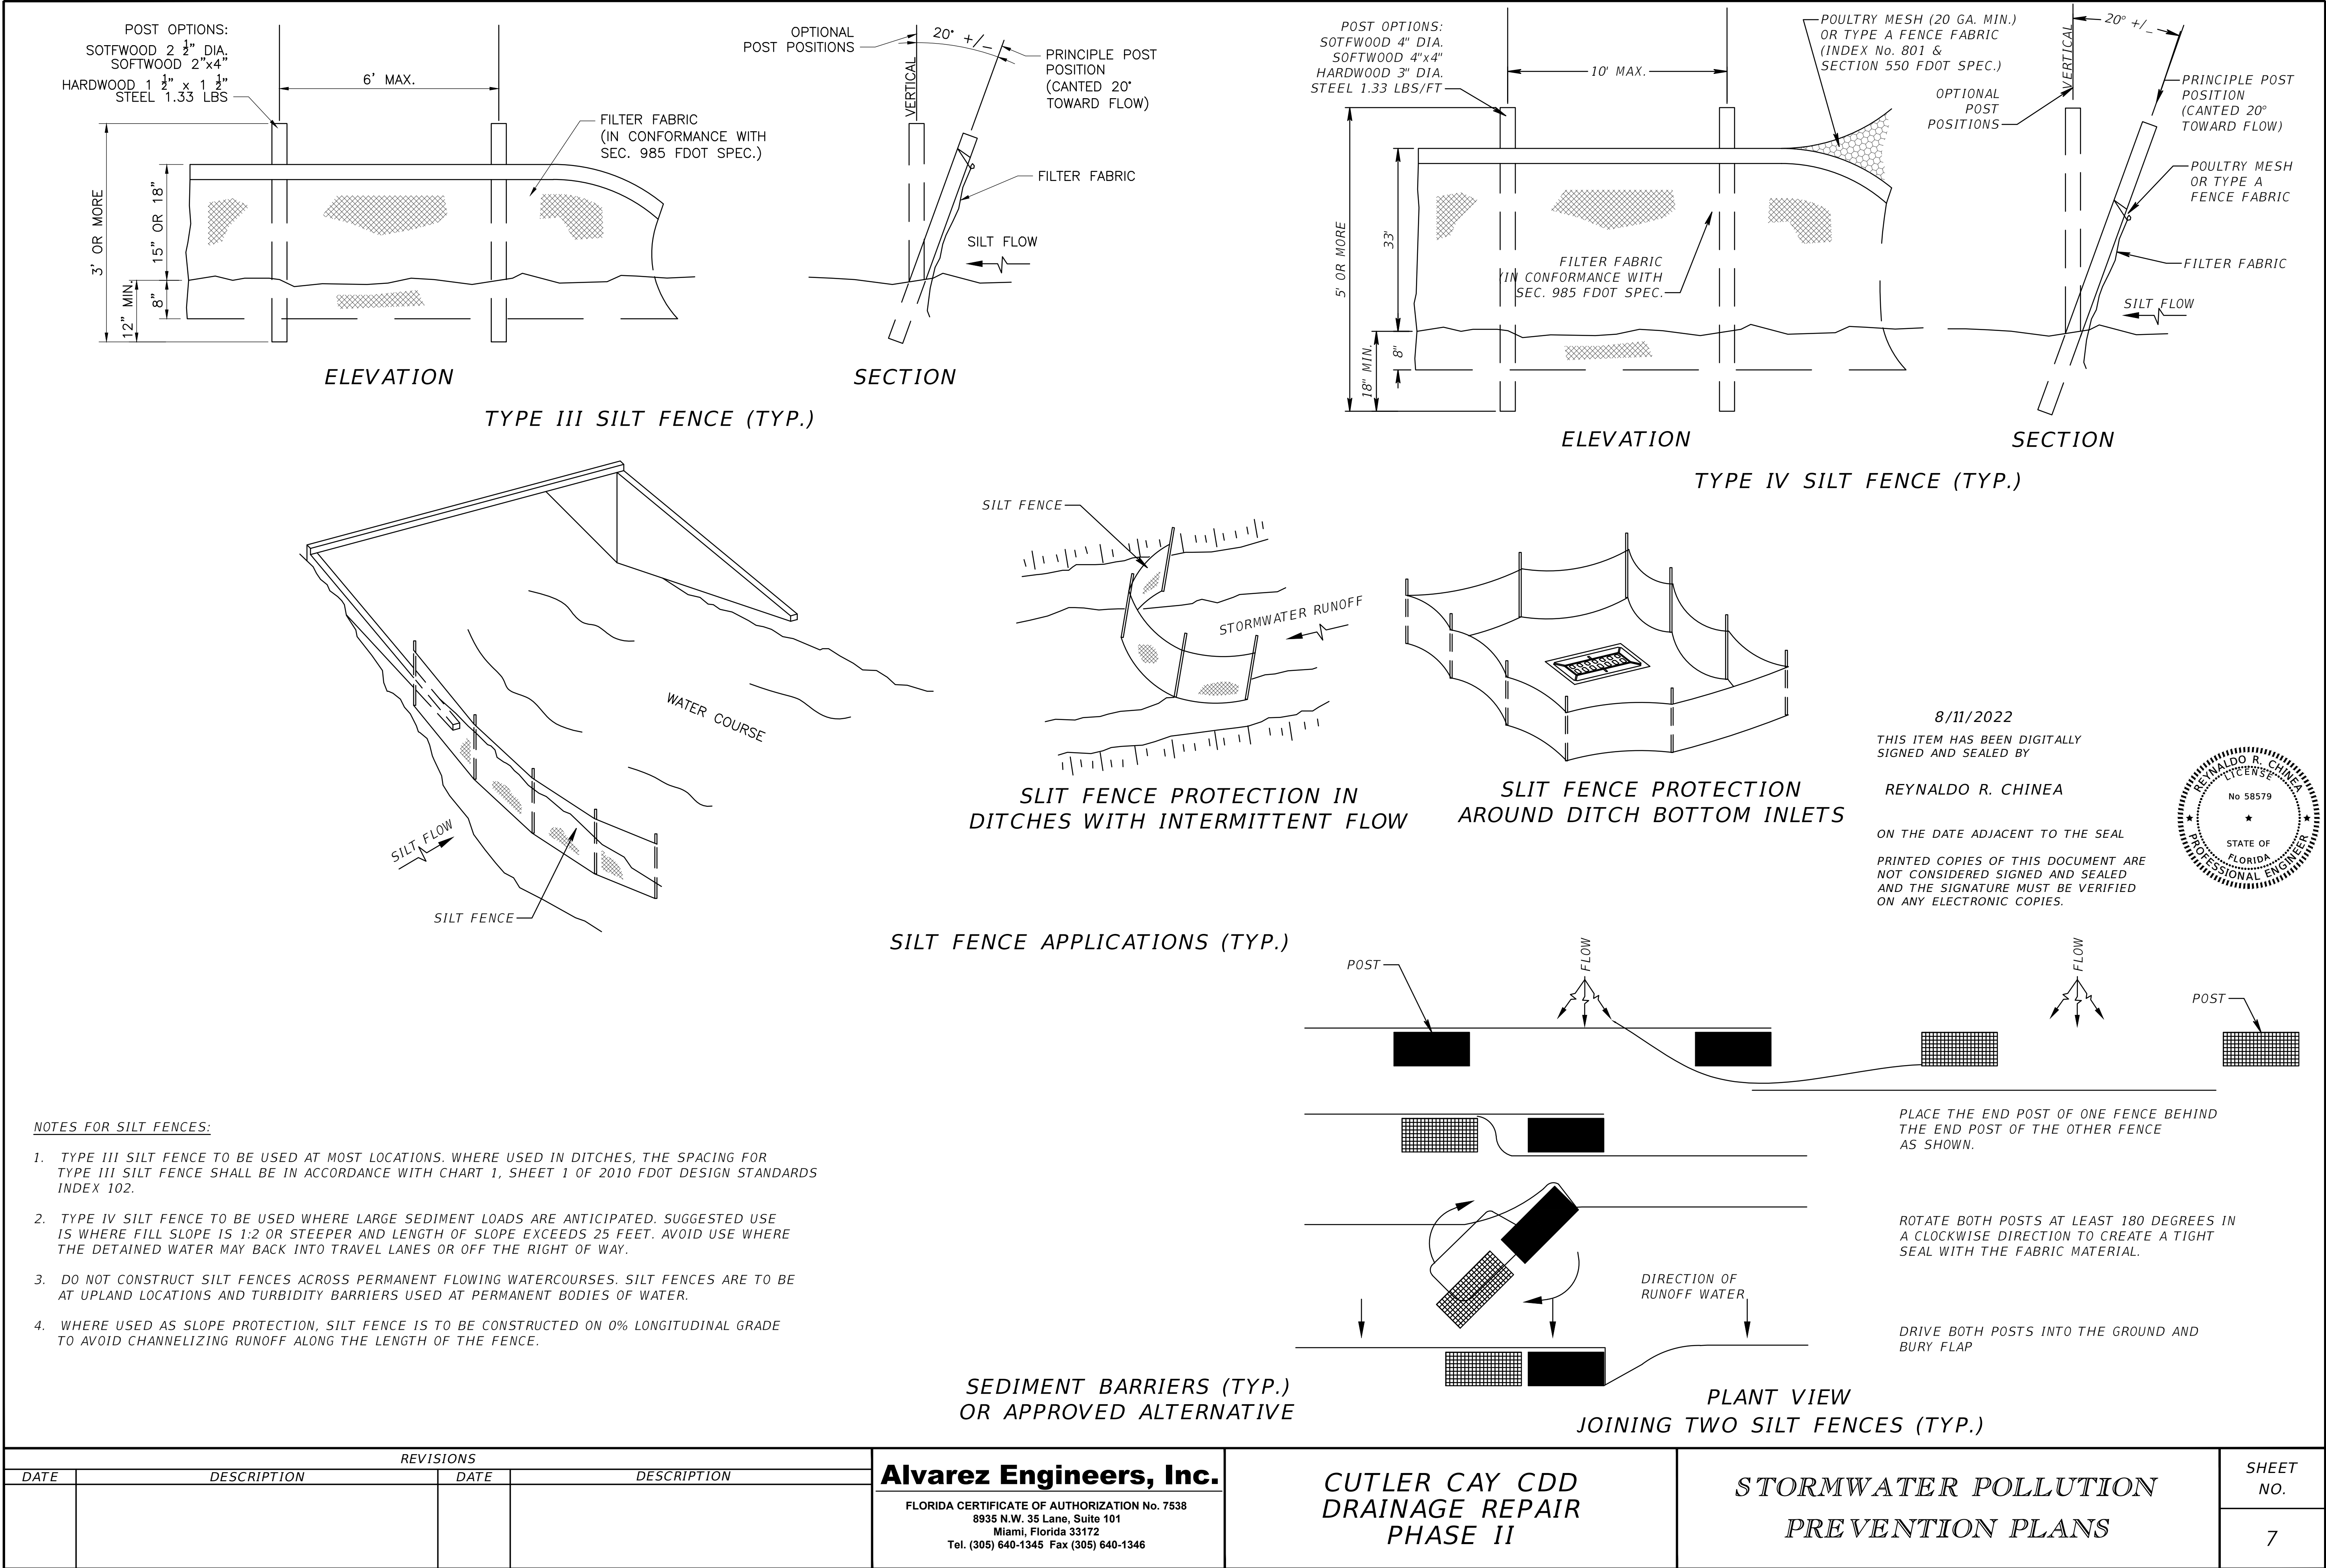 POST OPTIONS:
SOTFWOOD 2 1/2" DIA.
SOFTWOOD 2"x4"
HARDWOOD 1 1/2" x 1 1/2"
STEEL 1.33 LBS
6' MAX.
FILTER FABRIC
(IN CONFORMANCE WITH
SEC. 985 FDOT SPEC.)
3' OR MORE
15" OR 18"
12" MIN.
8"
ELEVATION
OPTIONAL
POST POSITIONS
VERTICAL
20° +/_
PRINCIPLE POST
POSITION
(CANTED 20°
TOWARD FLOW)
FILTER FABRIC
SILT FLOW
SECTION
TYPE III SILT FENCE (TYP.)
POST OPTIONS:
SOTFWOOD 4" DIA.
SOFTWOOD 4"x4"
HARDWOOD 3" DIA.
STEEL 1.33 LBS/FT
10' MAX.
POULTRY MESH (20 GA. MIN.)
OR TYPE A FENCE FABRIC
(INDEX No. 801 &
SECTION 550 FDOT SPEC.)
5' OR MORE
33'
FILTER FABRIC
(IN CONFORMANCE WITH
SEC. 985 FDOT SPEC.
18" MIN.
8"
ELEVATION
VERTICAL
20° +/_
OPTIONAL
POST
POSITIONS
PRINCIPLE POST
POSITION
(CANTED 20°
TOWARD FLOW)
POULTRY MESH
OR TYPE A
FENCE FABRIC
FILTER FABRIC
SILT FLOW
SECTION
TYPE IV SILT FENCE (TYP.)
WATER COURSE
SILT FLOW
SILT FENCE
SILT FENCE
STORMWATER RUNOFF
SLIT FENCE PROTECTION IN
DITCHES WITH INTERMITTENT FLOW
SLIT FENCE PROTECTION
AROUND DITCH BOTTOM INLETS
SILT FENCE APPLICATIONS (TYP.)
8/11/2022
THIS ITEM HAS BEEN DIGITALLY
SIGNED AND SEALED BY
REYNALDO R. CHINEA
ON THE DATE ADJACENT TO THE SEAL
PRINTED COPIES OF THIS DOCUMENT ARE
NOT CONSIDERED SIGNED AND SEALED
AND THE SIGNATURE MUST BE VERIFIED
ON ANY ELECTRONIC COPIES.
REYNALDO R. CHINEA
LICENSE
No 58579
STATE OF
FLORIDA
PROFESSIONAL ENGINEER
POST
FLOW
FLOW
POST
PLACE THE END POST OF ONE FENCE BEHIND
THE END POST OF THE OTHER FENCE
AS SHOWN.
ROTATE BOTH POSTS AT LEAST 180 DEGREES IN
A CLOCKWISE DIRECTION TO CREATE A TIGHT
SEAL WITH THE FABRIC MATERIAL.
DIRECTION OF
RUNOFF WATER
DRIVE BOTH POSTS INTO THE GROUND AND
BURY FLAP
PLANT VIEW
JOINING TWO SILT FENCES (TYP.)
NOTES FOR SILT FENCES:
1. TYPE III SILT FENCE TO BE USED AT MOST LOCATIONS. WHERE USED IN DITCHES, THE SPACING FOR
TYPE III SILT FENCE SHALL BE IN ACCORDANCE WITH CHART 1, SHEET 1 OF 2010 FDOT DESIGN STANDARDS
INDEX 102.
2. TYPE IV SILT FENCE TO BE USED WHERE LARGE SEDIMENT LOADS ARE ANTICIPATED. SUGGESTED USE
IS WHERE FILL SLOPE IS 1:2 OR STEEPER AND LENGTH OF SLOPE EXCEEDS 25 FEET. AVOID USE WHERE
THE DETAINED WATER MAY BACK INTO TRAVEL LANES OR OFF THE RIGHT OF WAY.
3. DO NOT CONSTRUCT SILT FENCES ACROSS PERMANENT FLOWING WATERCOURSES. SILT FENCES ARE TO BE
AT UPLAND LOCATIONS AND TURBIDITY BARRIERS USED AT PERMANENT BODIES OF WATER.
4. WHERE USED AS SLOPE PROTECTION, SILT FENCE IS TO BE CONSTRUCTED ON 0% LONGITUDINAL GRADE
TO AVOID CHANNELIZING RUNOFF ALONG THE LENGTH OF THE FENCE.
SEDIMENT BARRIERS (TYP.)
OR APPROVED ALTERNATIVE
REVISIONS
DATE DESCRIPTION DATE DESCRIPTION
Alvarez Engineers, Inc.
FLORIDA CERTIFICATE OF AUTHORIZATION No. 7538
8935 N.W. 35 Lane, Suite 101
Miami, Florida 33172
Tel. (305) 640-1345 Fax (305) 640-1346
CUTLER CAY CDD
DRAINAGE REPAIR
PHASE II
STORMWATER POLLUTION
PREVENTION PLANS
SHEET
NO.
7